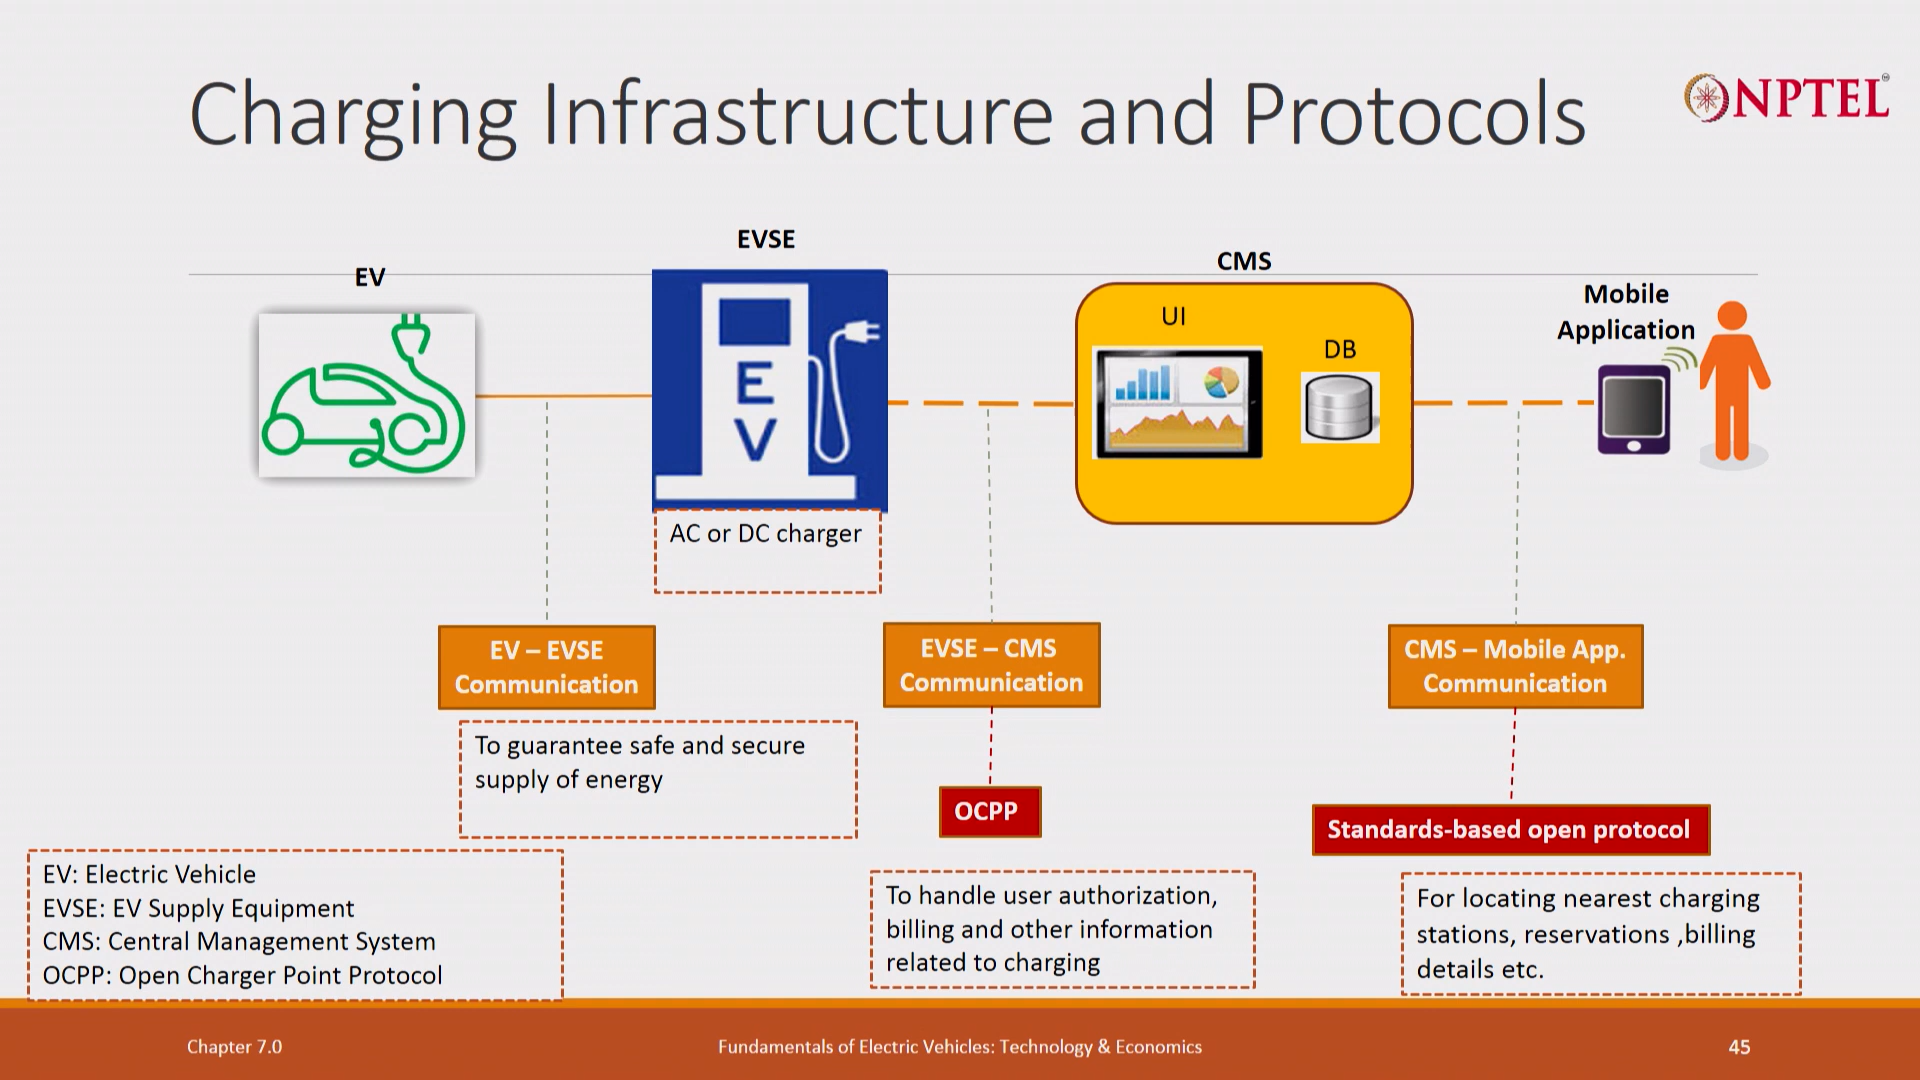 Charging Infrastructure and Protocols
NPTEL
EV
EVSE
CMS
Mobile
Application
UI
DB
E
V
AC or DC charger
EV – EVSE
Communication
EVSE – CMS
Communication
CMS – Mobile App.
Communication
To guarantee safe and secure
supply of energy
OCPP
Standards-based open protocol
EV: Electric Vehicle
EVSE: EV Supply Equipment
CMS: Central Management System
OCPP: Open Charger Point Protocol
To handle user authorization,
billing and other information
related to charging
For locating nearest charging
stations, reservations ,billing
details etc.
Chapter 7.0
Fundamentals of Electric Vehicles: Technology & Economics
45